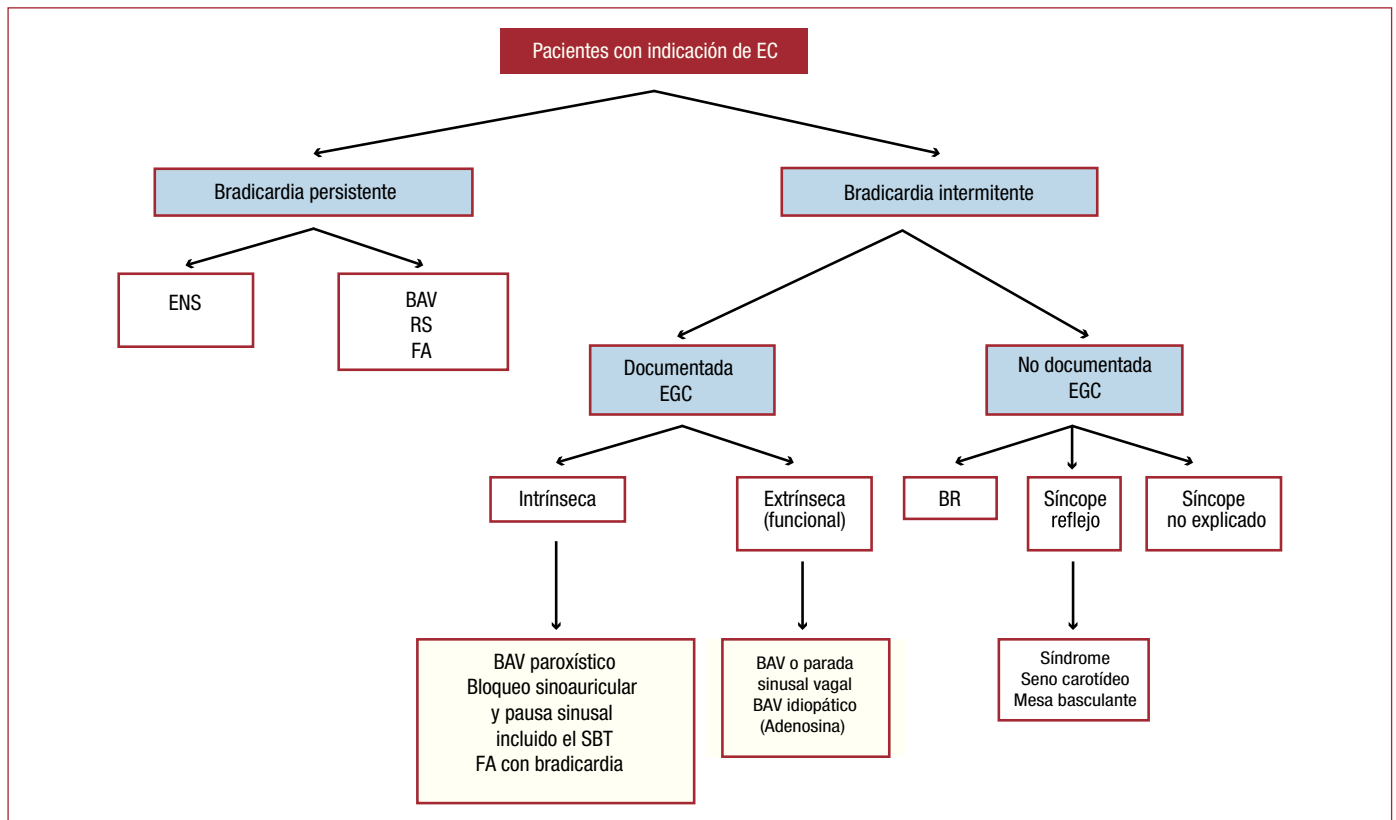 Pacientes con indicación de EC
Bradicardia persistente
Bradicardia intermitente
ENS
BAV
RS
FA
Documentada
EGC
No documentada
EGC
Intrínseca
Extrínseca
(funcional)
BR
Síncope
reflejo
Síncope
no explicado
BAV paroxístico
Bloqueo sinoauricular
y pausa sinusal
incluido el SBT
FA con bradicardia
BAV o parada
sinusal vagal
BAV idiopático
(Adenosina)
Síndrome
Seno carotídeo
Mesa basculante